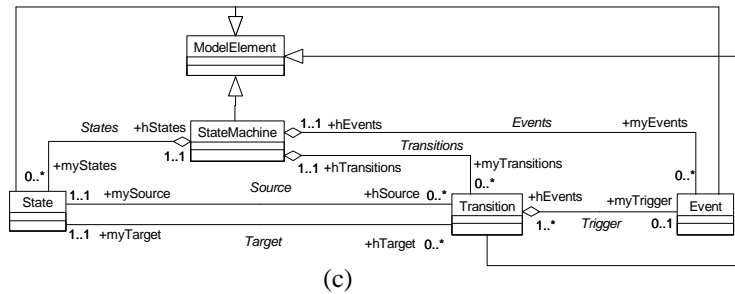 ModelElement
States +hStates StateMachine 1..1 +hEvents Events +myEvents
1..1 Transitions
+myStates 1..1 +hTransitions +myTransitions
0..* 0..* 0..*
State 1..1 +mySource Source +hSource 0..* Transition +hEvents +myTrigger Event
1..1 +myTarget Target +hTarget 0..* 1..* Trigger 0..1
(c)